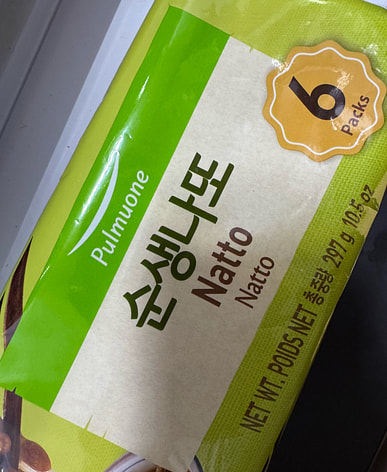 Pulmuone
순생나또
Natto
Natto
6
Packs
NET WT. POIDS NET 총중량 297 g 10.5 oz